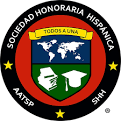 SOCIEDAD HONORARIA HISPÁNICA
TODOS A UNA
AATSP
SHH
®